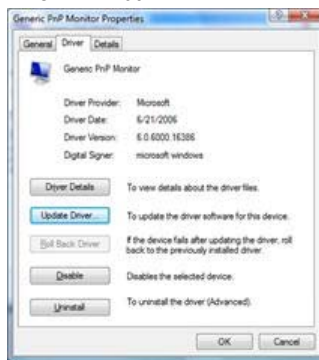 Generic PnP Monitor Properties
General Driver Details
Generic PnP Monitor
Driver Provider: Microsoft
Driver Date: 6/21/2006
Driver Version: 6.0.6000.16386
Digital Signer: microsoft windows
Driver Details To view details about the driver files.
Update Driver... To update the driver software for this device.
Roll Back Driver If the device fails after updating the driver, roll
back to the previously installed driver.
Disable Disables the selected device.
Uninstall To uninstall the driver (Advanced).
OK Cancel